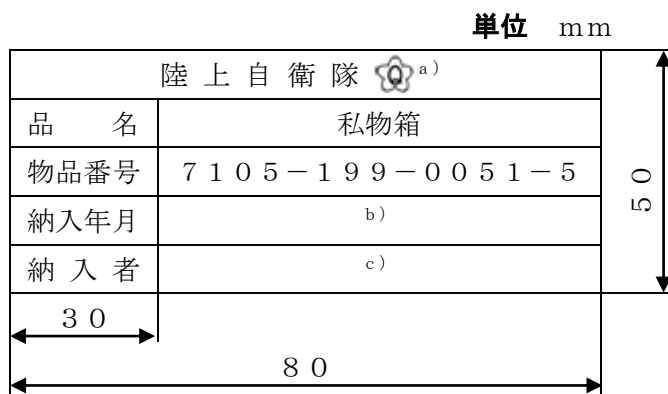 単位 mm
陸上自衛隊 Q a)
品名 私物箱
物品番号 7105-199-0051-5
納入年月 b)
納入者 c)
50
30
80